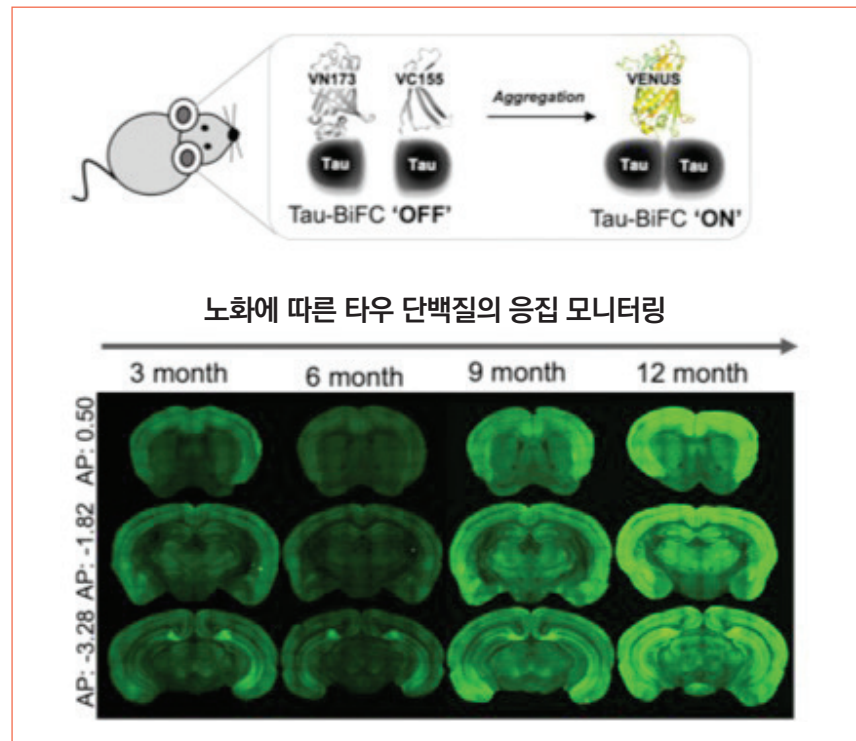 VN173 VC155 Aggregation VENUS
Tau Tau Tau Tau
Tau-BiFC 'OFF' Tau-BiFC 'ON'
노화에 따른 타우 단백질의 응집 모니터링
3 month 6 month 9 month 12 month
AP: 0.50
AP: -1.82
AP: -3.28